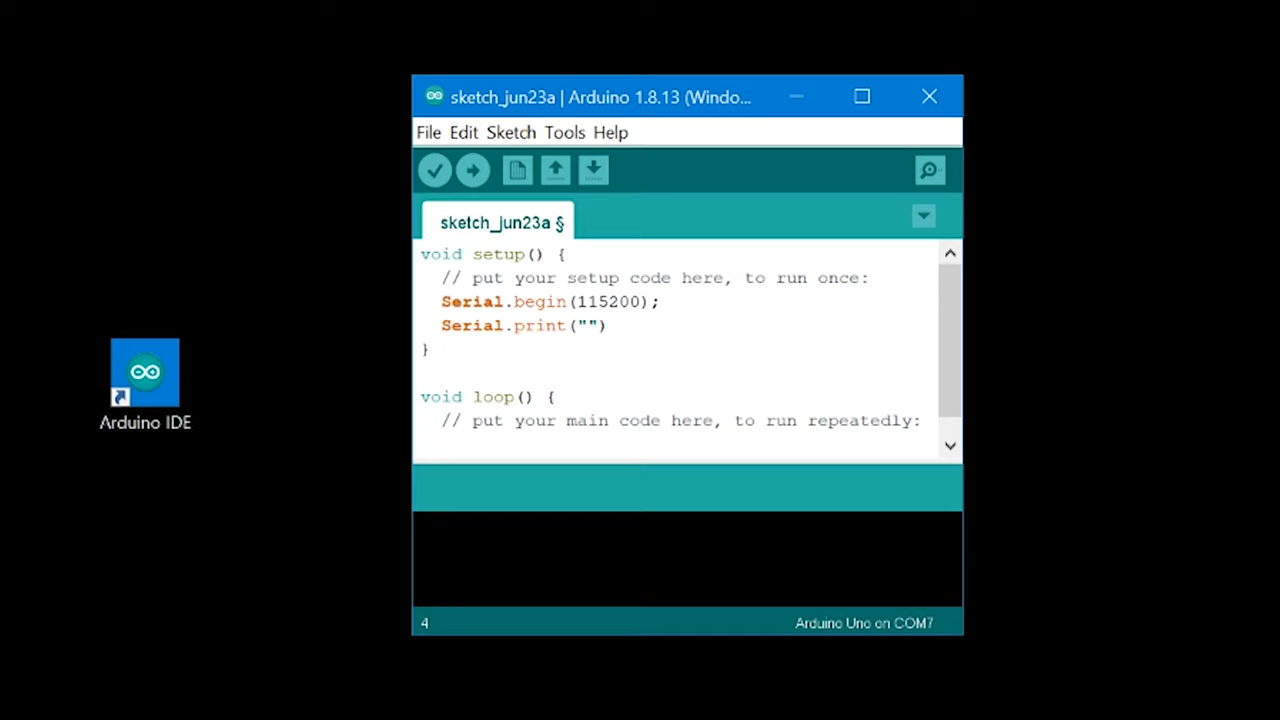 sketch_jun23a | Arduino 1.8.13 (Windo...
File Edit Sketch Tools Help
sketch_jun23a §
void setup() {
// put your setup code here, to run once:
Serial.begin(115200);
Serial.print("")
}
void loop() {
// put your main code here, to run repeatedly:
Arduino IDE
4
Arduino Uno on COM7